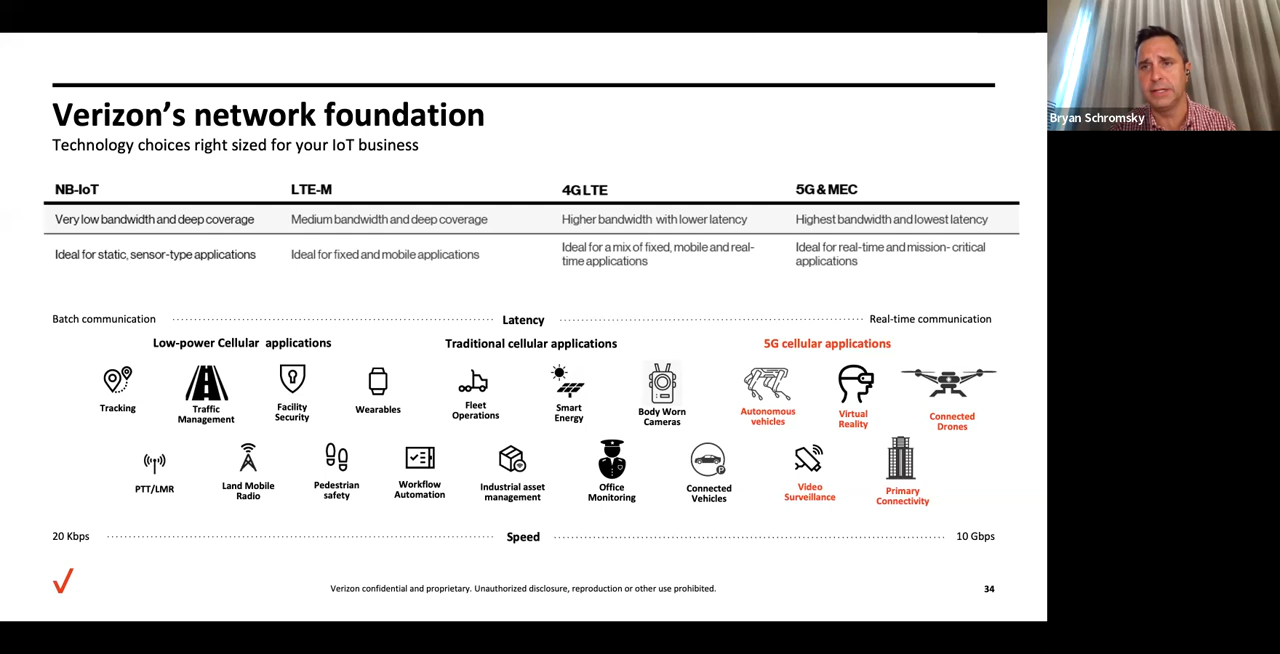 Verizon's network foundation
Technology choices right sized for your IoT business
NB-IoT
LTE-M
4G LTE
5G & MEC
Very low bandwidth and deep coverage
Medium bandwidth and deep coverage
Higher bandwidth with lower latency
Highest bandwidth and lowest latency
Ideal for static, sensor-type applications
Ideal for fixed and mobile applications
Ideal for a mix of fixed, mobile and real-
time applications
Ideal for real-time and mission- critical
applications
Batch communication
Latency
Real-time communication
Low-power Cellular applications
Traditional cellular applications
5G cellular applications
Tracking
Traffic
Management
Facility
Security
Wearables
Fleet
Operations
Smart
Energy
Body Worn
Cameras
Autonomous
vehicles
Virtual
Reality
Connected
Drones
PTT/LMR
Land Mobile
Radio
Pedestrian
safety
Workflow
Automation
Industrial asset
management
Office
Monitoring
P
Connected
Vehicles
Video
Surveillance
Primary
Connectivity
20 Kbps
Speed
10 Gbps
Verizon confidential and proprietary. Unauthorized disclosure, reproduction or other use prohibited.
34
Bryan Schromsky